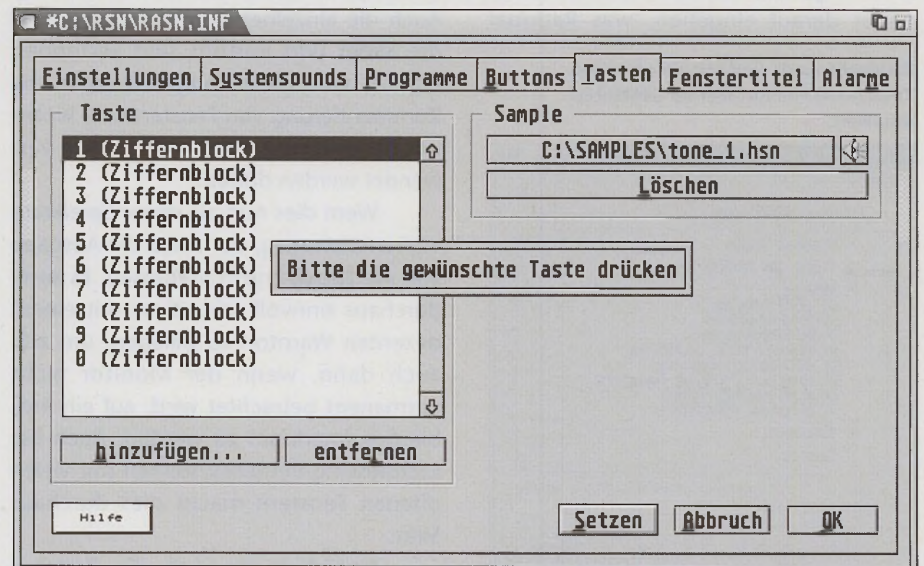 *C:\RSN\RASN.INF
Einstellungen Systemsounds Programme Buttons Tasten Fenstertitel Alarme
Taste
1 (Ziffernblock)
2 (Ziffernblock)
3 (Ziffernblock)
4 (Ziffernblock)
5 (Ziffernblock)
6 (Ziffernblock)
7 (Ziffernblock)
8 (Ziffernblock)
9 (Ziffernblock)
0 (Ziffernblock)
hinzufügen... entfernen
Sample
C:\SAMPLES\tone_1.hsn
Löschen
Bitte die gewünschte Taste drücken
Hilfe
Setzen Abbruch OK